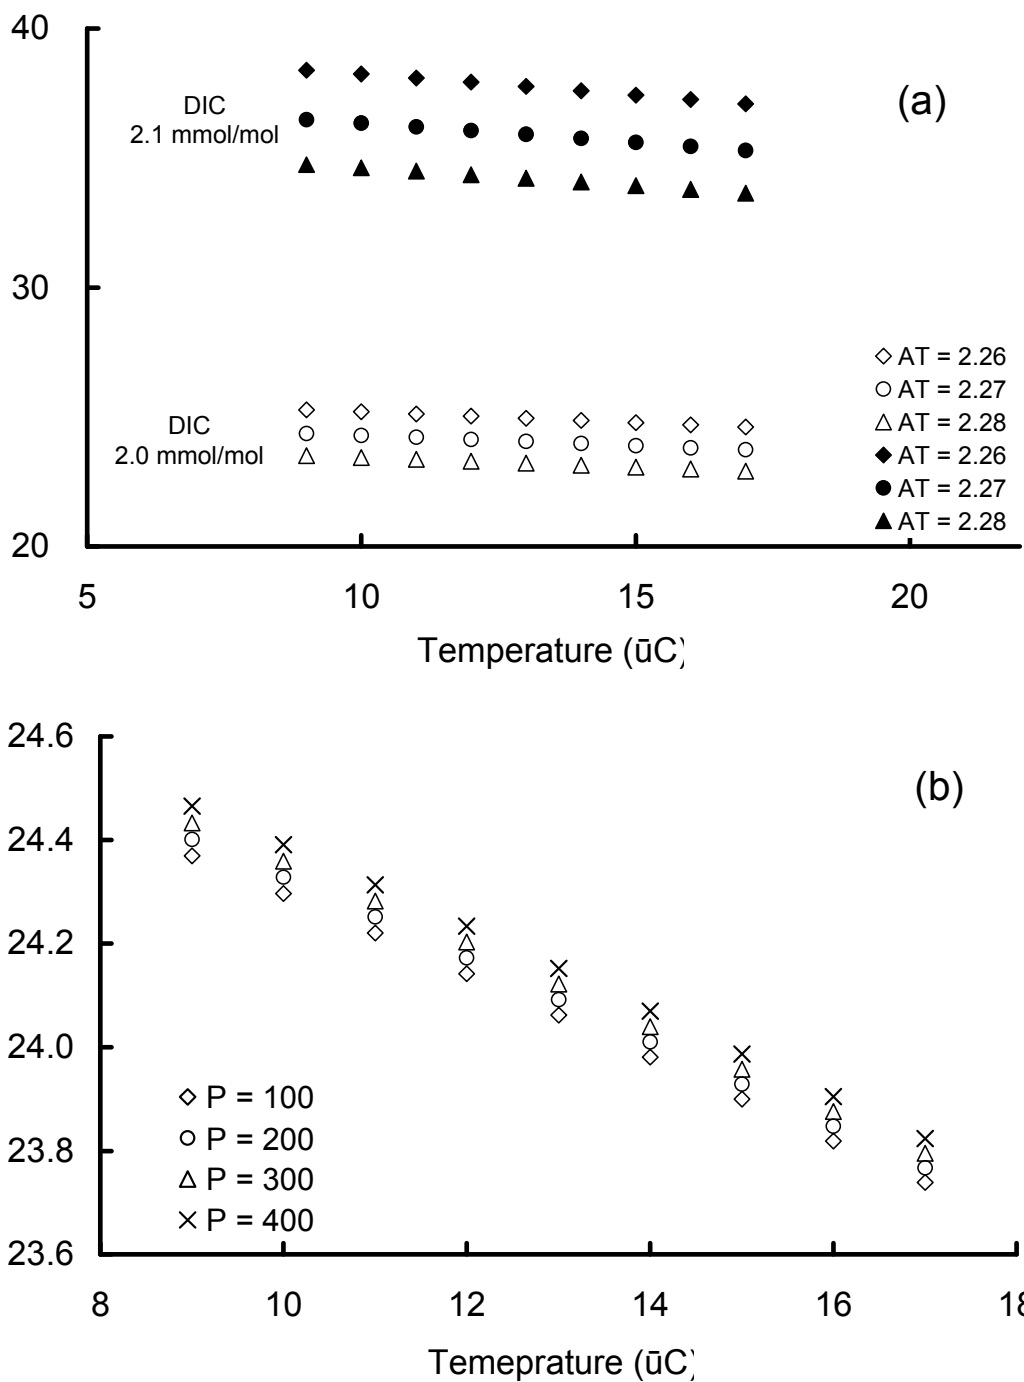 40
(a)
DIC
2.1 mmol/mol
30
AT = 2.26
AT = 2.27
DIC
2.0 mmol/mol
AT = 2.28
AT = 2.26
AT = 2.27
AT = 2.28
20
5 10 15 20
Temperature (ūC)
24.6
(b)
24.4
24.2
24.0
P = 100
P = 200
23.8
P = 300
P = 400
23.6
8 10 12 14 16 18
Temeprature (ūC)